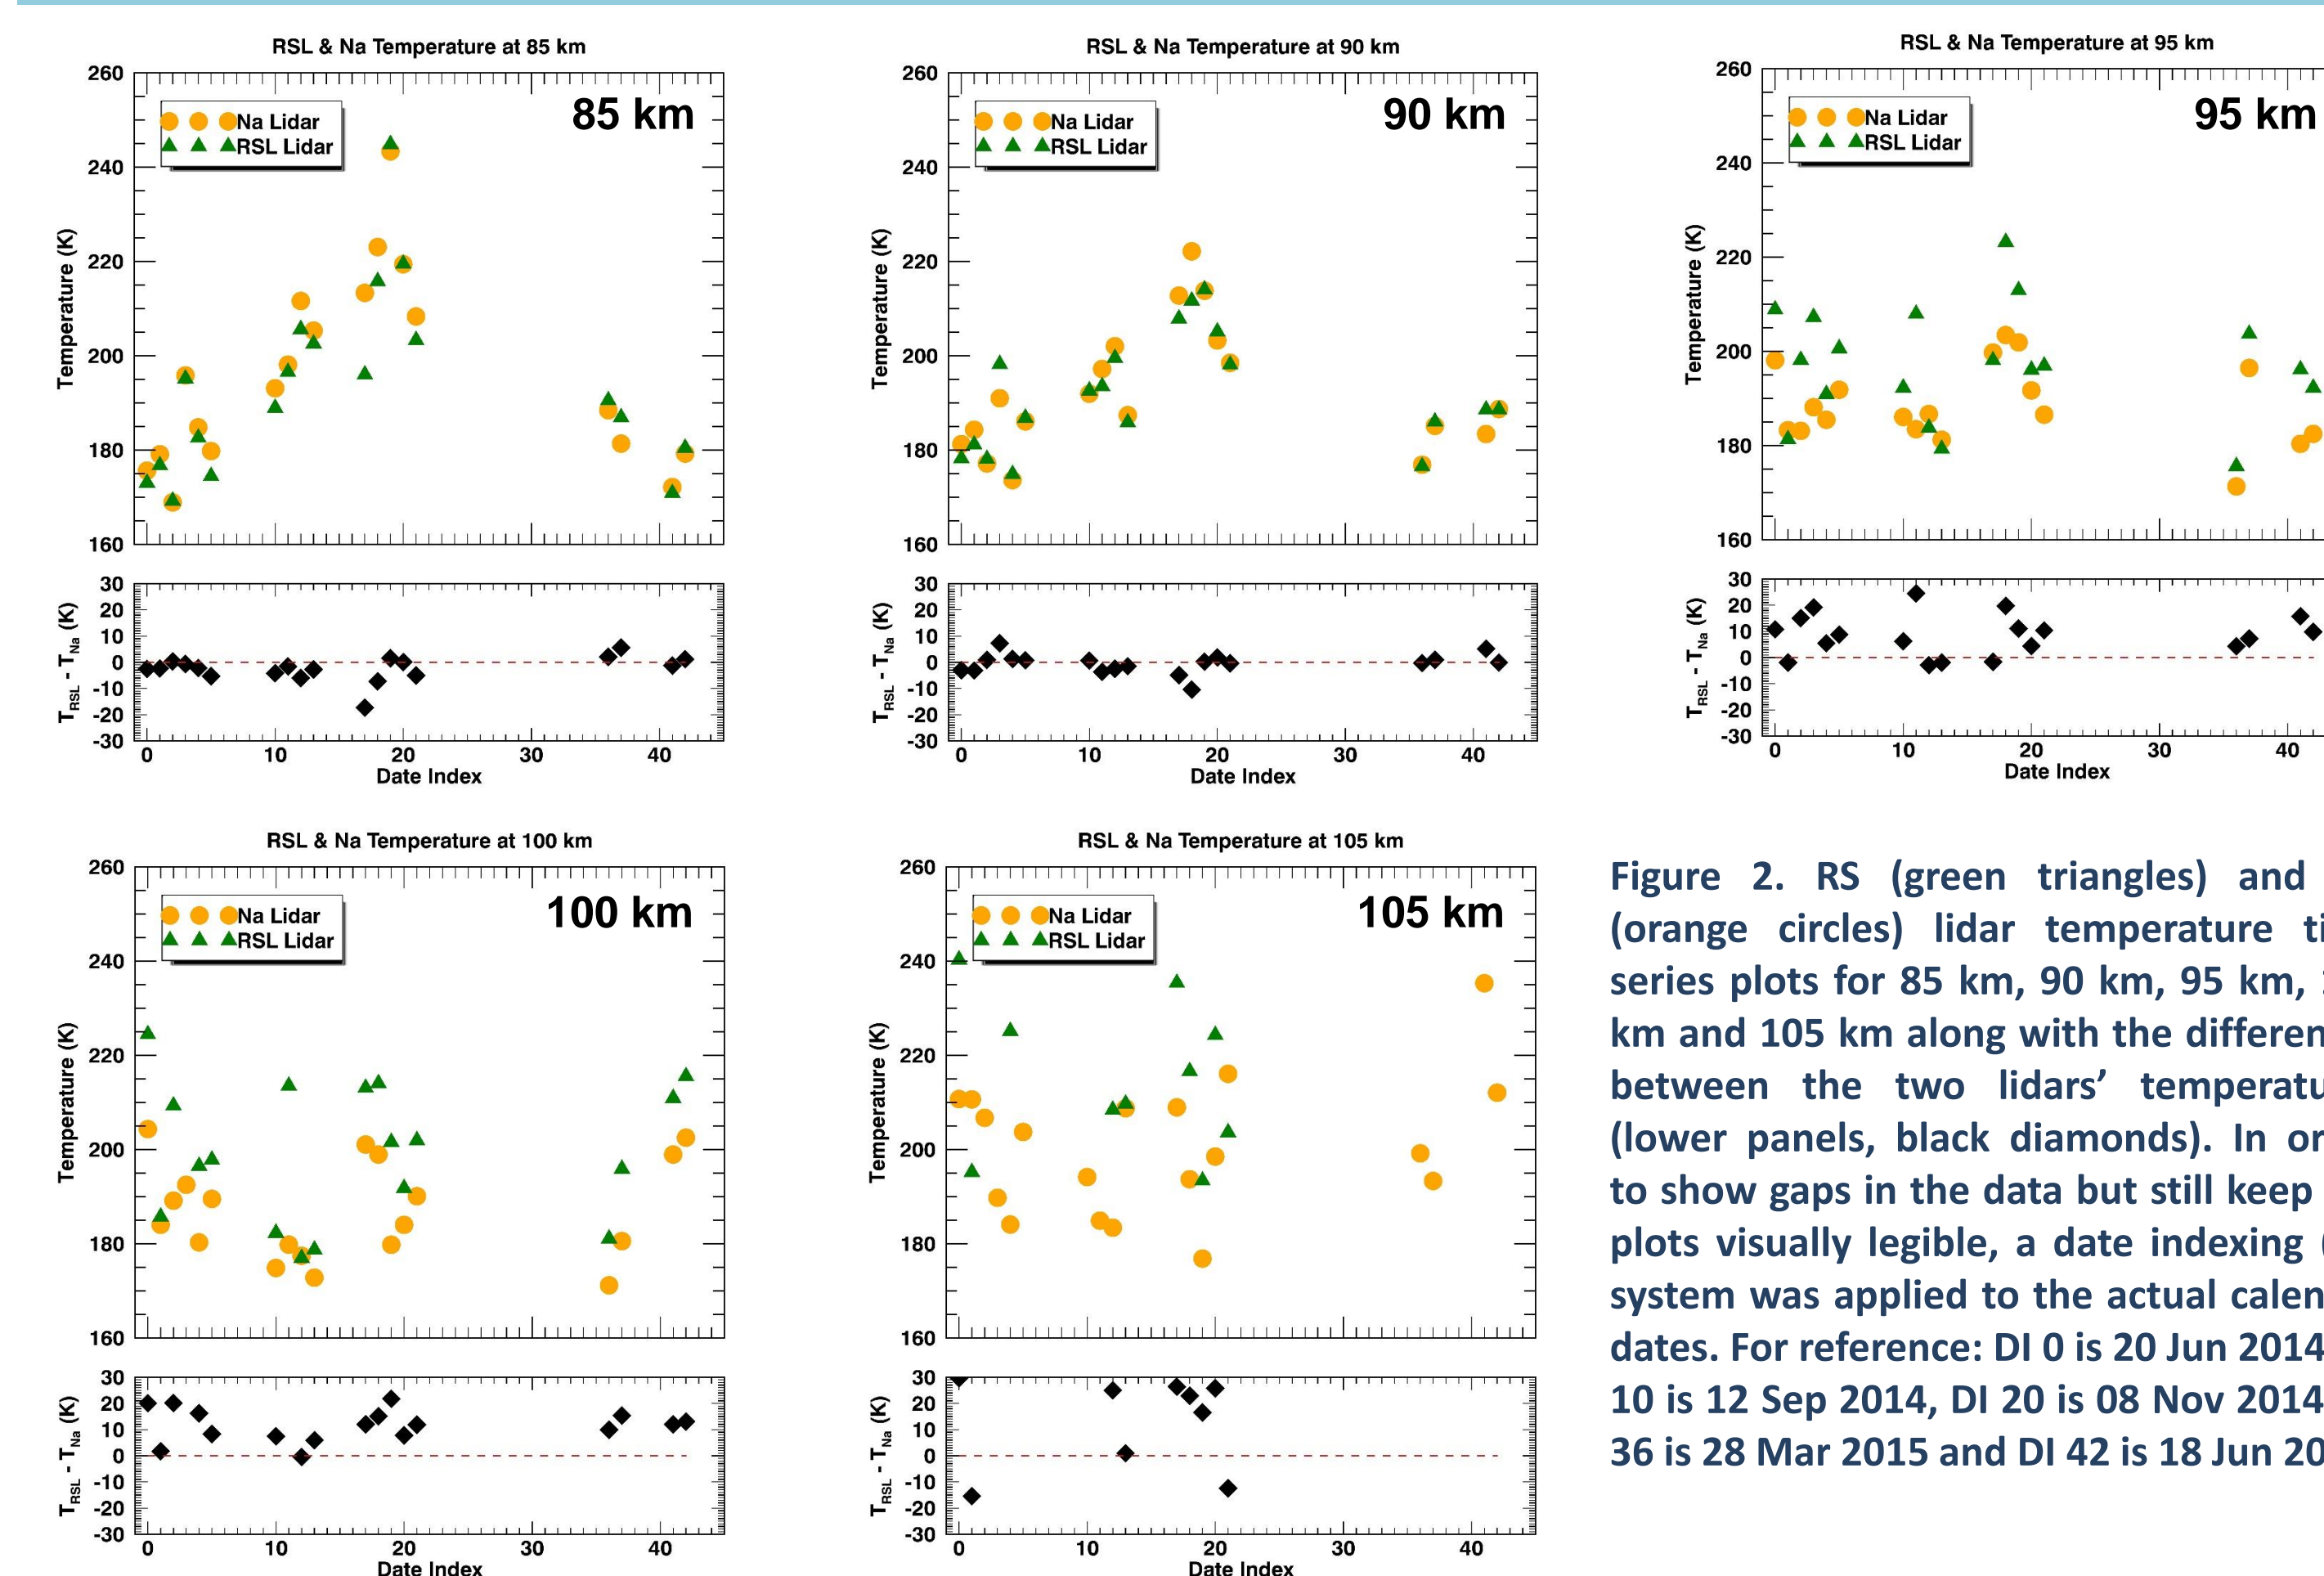 RSL & Na Temperature at 85 km
85 km
Na Lidar
RSL Lidar
260
240
220
200
180
160
Temperature (K)
30
20
10
0
-10
-20
-30
TRSL - TNa (K)
0 10 20 30 40
Date Index
RSL & Na Temperature at 90 km
90 km
Na Lidar
RSL Lidar
260
240
220
200
180
160
Temperature (K)
30
20
10
0
-10
-20
-30
TRSL - TNa (K)
0 10 20 30 40
Date Index
RSL & Na Temperature at 95 km
95 km
Na Lidar
RSL Lidar
260
240
220
200
180
160
Temperature (K)
30
20
10
0
-10
-20
-30
TRSL - TNa (K)
0 10 20 30 40
Date Index
RSL & Na Temperature at 100 km
100 km
Na Lidar
RSL Lidar
260
240
220
200
180
160
Temperature (K)
30
20
10
0
-10
-20
-30
TRSL - TNa (K)
0 10 20 30 40
Date Index
RSL & Na Temperature at 105 km
105 km
Na Lidar
RSL Lidar
260
240
220
200
180
160
Temperature (K)
30
20
10
0
-10
-20
-30
TRSL - TNa (K)
0 10 20 30 40
Date Index
Figure 2. RS (green triangles) and
(orange circles) lidar temperature
series plots for 85 km, 90 km, 95 km,
km and 105 km along with the
between the two lidars'
(lower panels, black diamonds). In
to show gaps in the data but still keep
plots visually legible, a date indexing
system was applied to the actual
dates. For reference: DI 0 is 20 Jun 2014
10 is 12 Sep 2014, DI 20 is 08 Nov 2014
36 is 28 Mar 2015 and DI 42 is 18 Jun